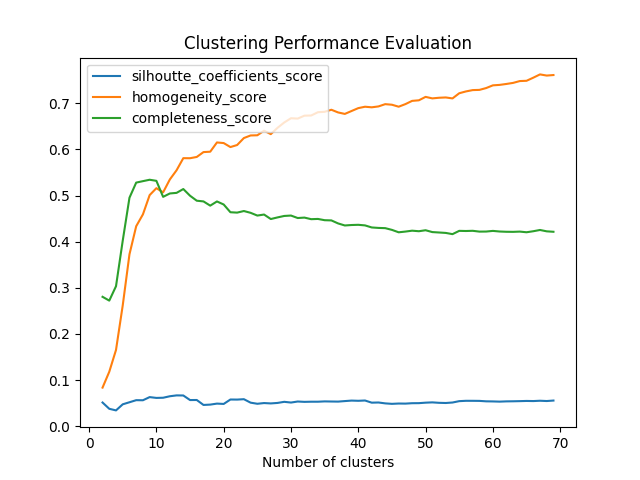 Clustering Performance Evaluation
silhoutte_coefficients_score
homogeneity_score
completeness_score
0.7
0.6
0.5
0.4
0.3
0.2
0.1
0.0
0 10 20 30 40 50 60 70
Number of clusters